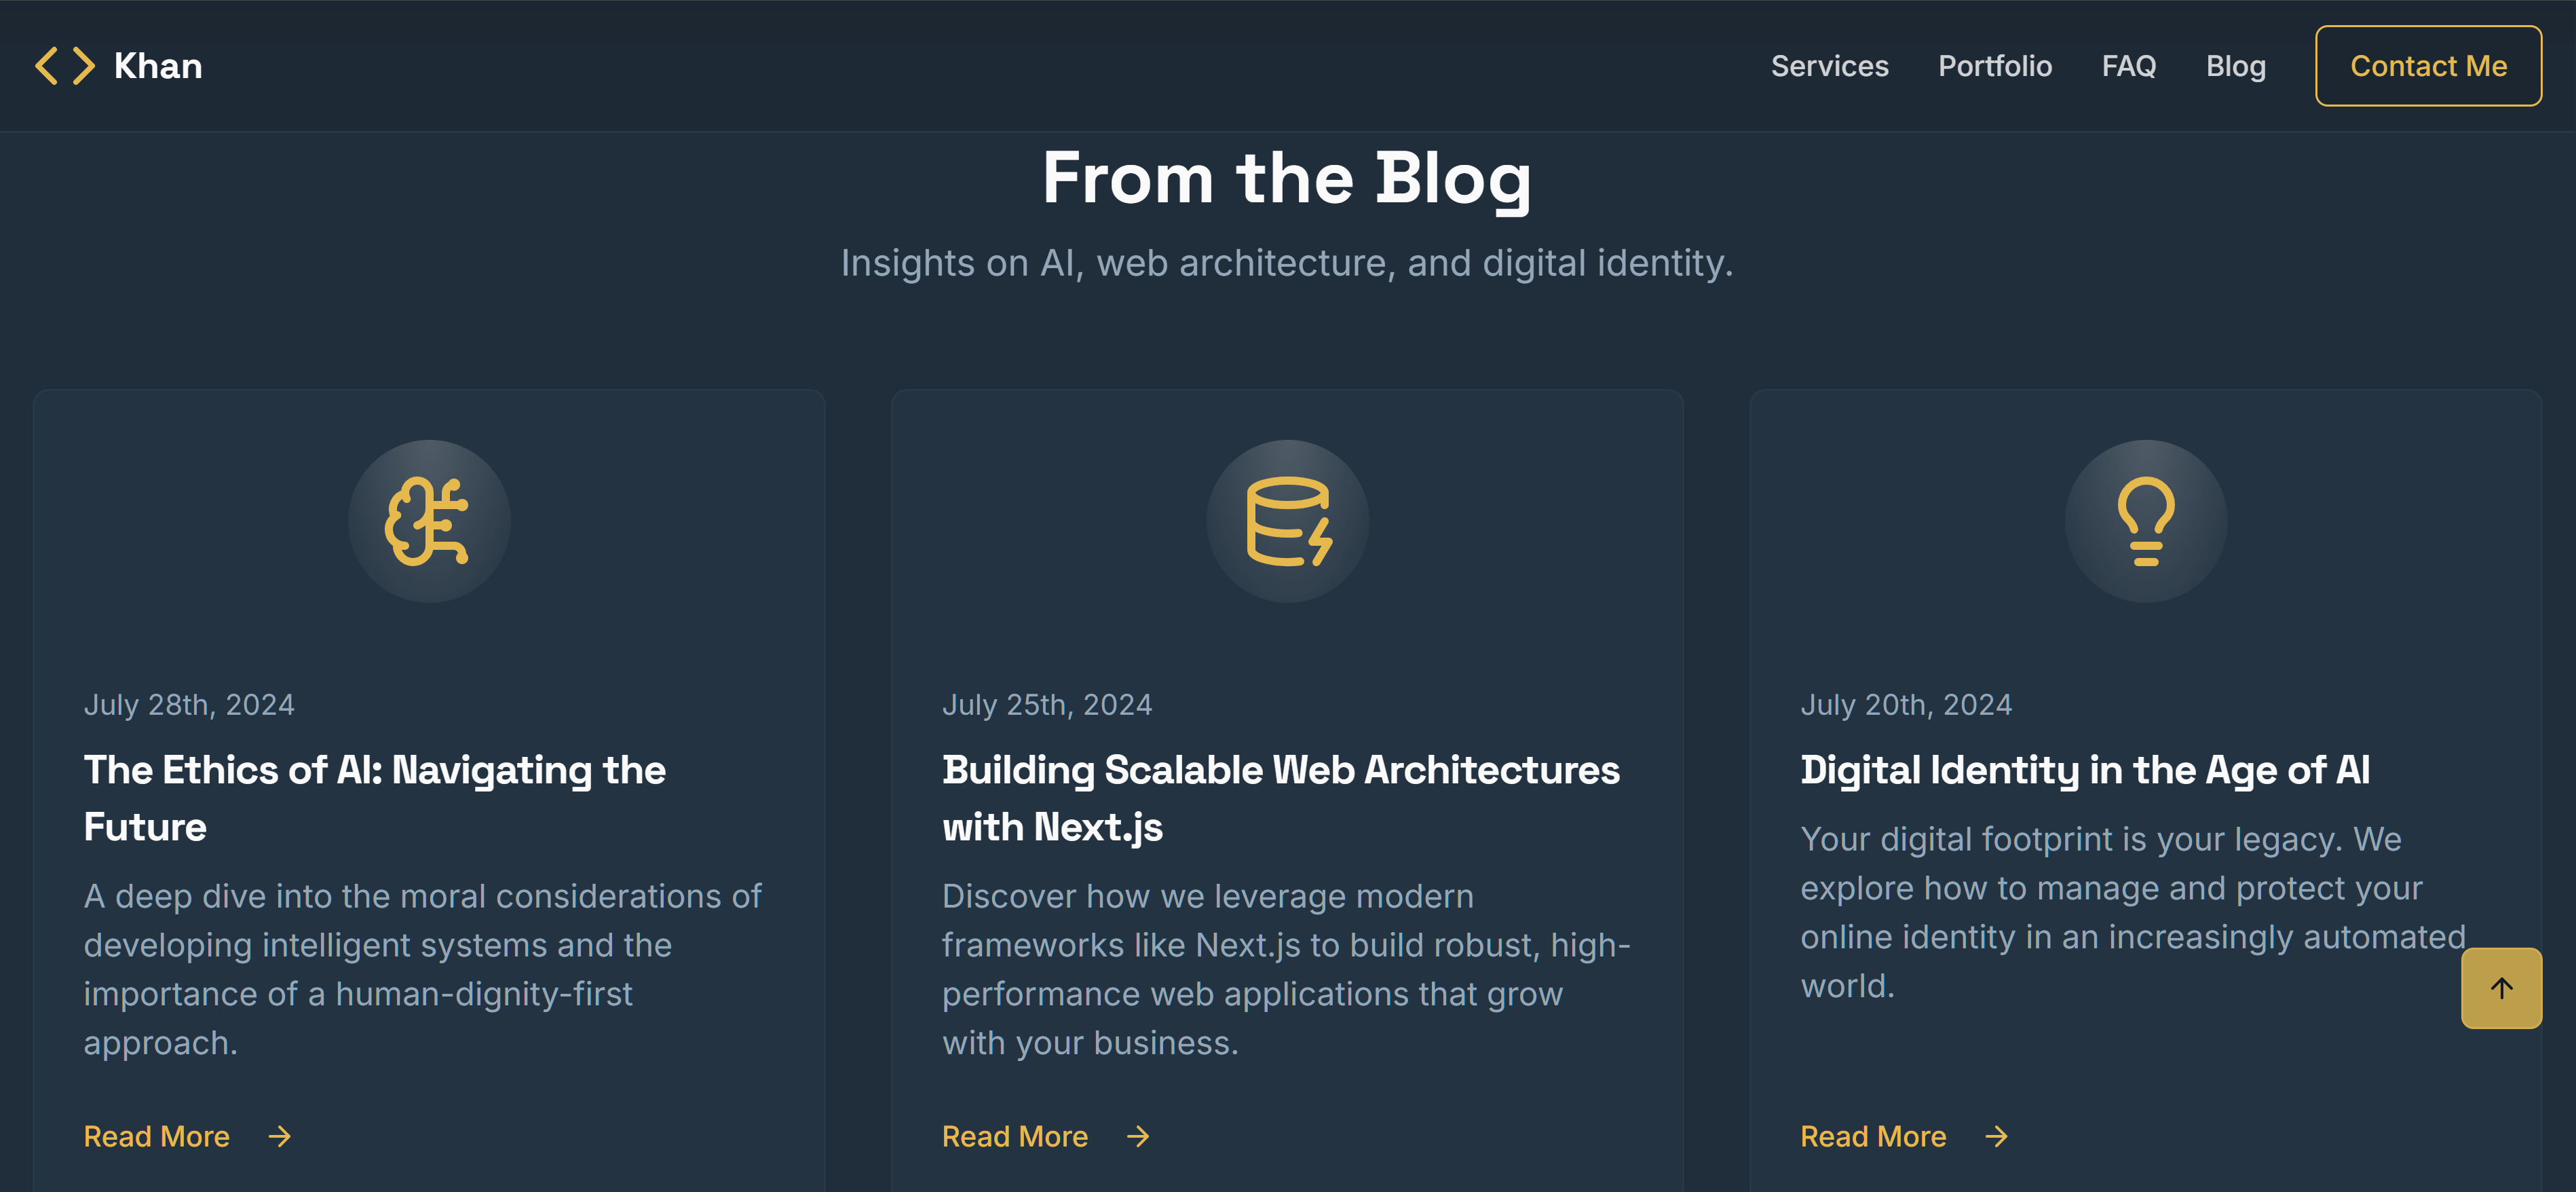 Khan
Services
Portfolio
FAQ
Blog
Contact Me
From the Blog
Insights on AI, web architecture, and digital identity.
July 28th, 2024
The Ethics of AI: Navigating the
Future
A deep dive into the moral considerations of
developing intelligent systems and the
importance of a human-dignity-first
approach.
Read More
July 25th, 2024
Building Scalable Web Architectures
with Next.js
Discover how we leverage modern
frameworks like Next.js to build robust, high-
performance web applications that grow
with your business.
Read More
July 20th, 2024
Digital Identity in the Age of AI
Your digital footprint is your legacy. We
explore how to manage and protect your
online identity in an increasingly automated
world.
Read More